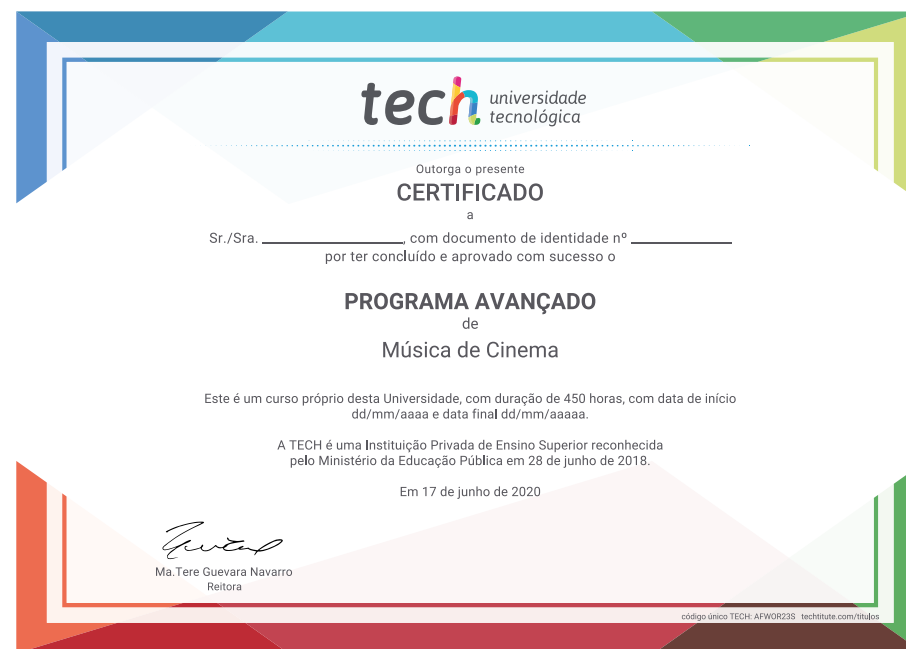 tech universidade
tecnológica
Outorga o presente
CERTIFICADO
a
Sr./Sra. ____________________, com documento de identidade nº ______________
por ter concluído e aprovado com sucesso o
PROGRAMA AVANÇADO
de
Música de Cinema
Este é um curso próprio desta Universidade, com duração de 450 horas, com data de início
dd/mm/aaaa e data final dd/mm/aaaaa.
A TECH é uma Instituição Privada de Ensino Superior reconhecida
pelo Ministério da Educação Pública em 28 de junho de 2018.
Em 17 de junho de 2020
Ma.Tere Guevara Navarro
Reitora
código único TECH: AFWOR23S techtitute.com/titulos